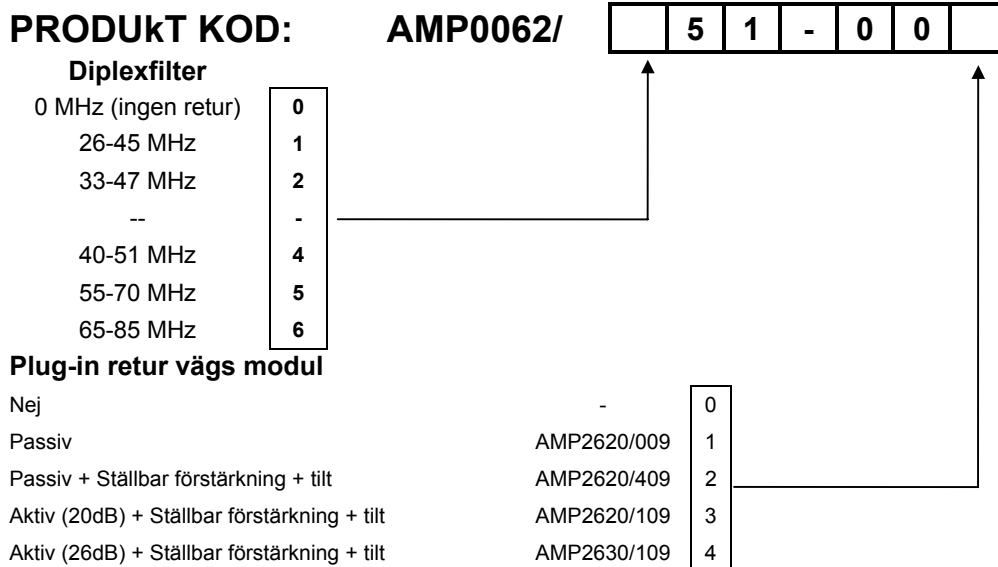 PRODUkT KOD: AMP0062/ 5 1 - 0 0
Diplexfilter
0 MHz (ingen retur) 0
26-45 MHz 1
33-47 MHz 2
-- -
40-51 MHz 4
55-70 MHz 5
65-85 MHz 6
Plug-in retur vägs modul
Nej - 0
Passiv AMP2620/009 1
Passiv + Ställbar förstärkning + tilt AMP2620/409 2
Aktiv (20dB) + Ställbar förstärkning + tilt AMP2620/109 3
Aktiv (26dB) + Ställbar förstärkning + tilt AMP2630/109 4